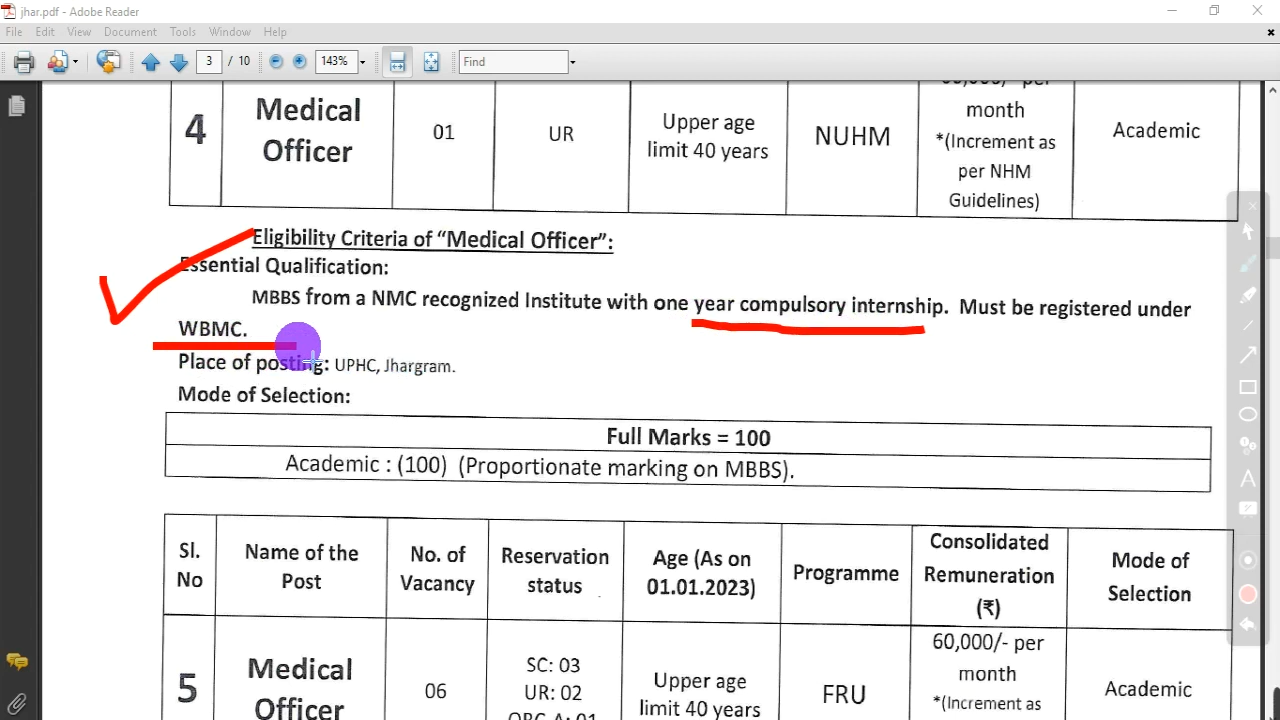 jhar.pdf - Adobe Reader
File Edit View Document Tools Window Help
3 / 10 143% Find
month
4 Medical Officer 01 UR Upper age limit 40 years NUHM *(Increment as per NHM Guidelines) Academic
Eligibility Criteria of “Medical Officer”:
Essential Qualification:
MBBS from a NMC recognized Institute with one year compulsory internship. Must be registered under
WBMC.
Place of posting: UPHC, Jhargram.
Mode of Selection:
Full Marks = 100
Academic : (100) (Proportionate marking on MBBS).
Sl. No Name of the Post No. of Vacancy Reservation status Age (As on 01.01.2023) Programme Consolidated Remuneration (₹) Mode of Selection
5 Medical Officer 06 SC: 03 UR: 02 OBC-A: 01 Upper age limit 40 years FRU 60,000/- per month *(Increment as Academic